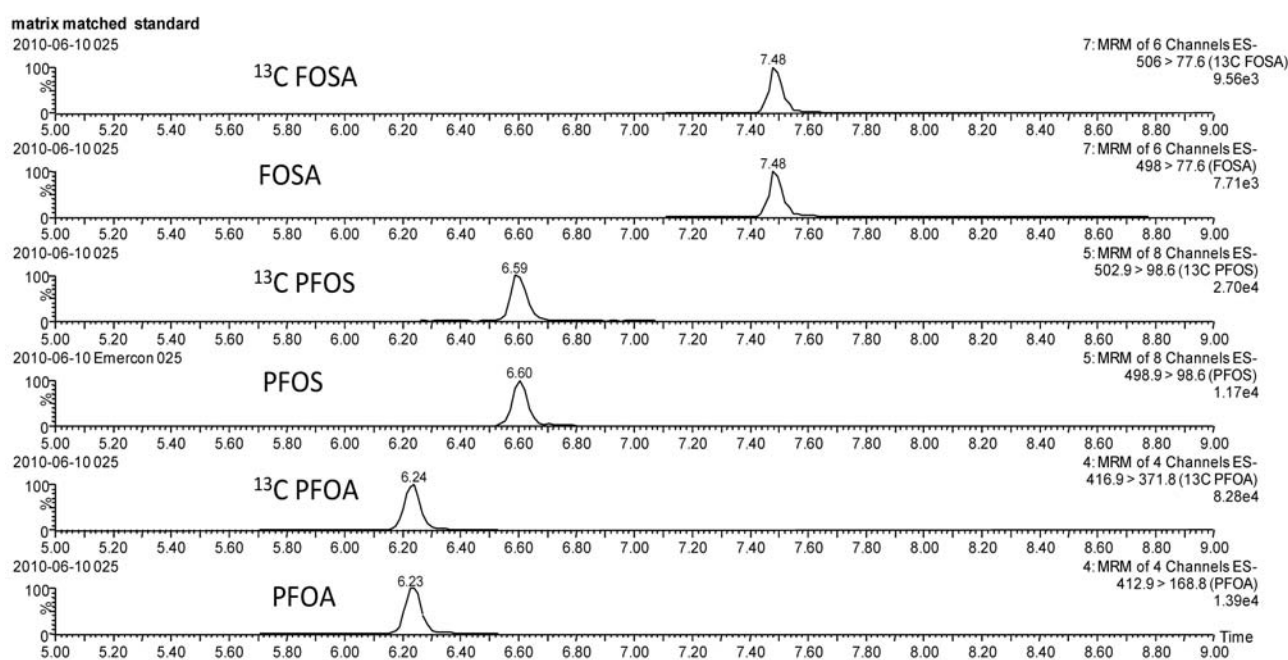 matrix matched standard
2010-06-10 025
7: MRM of 6 Channels ES-
506 > 77.6 (13C FOSA)
9.56e3
100
%
0
¹³C FOSA
7.48
5.00 5.20 5.40 5.60 5.80 6.00 6.20 6.40 6.60 6.80 7.00 7.20 7.40 7.60 7.80 8.00 8.20 8.40 8.60 8.80 9.00
2010-06-10 025
7: MRM of 6 Channels ES-
498 > 77.6 (FOSA)
7.71e3
100
%
0
FOSA
7.48
5.00 5.20 5.40 5.60 5.80 6.00 6.20 6.40 6.60 6.80 7.00 7.20 7.40 7.60 7.80 8.00 8.20 8.40 8.60 8.80 9.00
2010-06-10 025
5: MRM of 8 Channels ES-
502.9 > 98.6 (13C PFOS)
2.70e4
100
%
0
¹³C PFOS
6.59
5.00 5.20 5.40 5.60 5.80 6.00 6.20 6.40 6.60 6.80 7.00 7.20 7.40 7.60 7.80 8.00 8.20 8.40 8.60 8.80 9.00
2010-06-10 Emercon 025
5: MRM of 8 Channels ES-
498.9 > 98.6 (PFOS)
1.17e4
100
%
0
PFOS
6.60
5.00 5.20 5.40 5.60 5.80 6.00 6.20 6.40 6.60 6.80 7.00 7.20 7.40 7.60 7.80 8.00 8.20 8.40 8.60 8.80 9.00
2010-06-10 025
4: MRM of 4 Channels ES-
416.9 > 371.8 (13C PFOA)
8.28e4
100
%
0
¹³C PFOA
6.24
5.00 5.20 5.40 5.60 5.80 6.00 6.20 6.40 6.60 6.80 7.00 7.20 7.40 7.60 7.80 8.00 8.20 8.40 8.60 8.80 9.00
2010-06-10 025
4: MRM of 4 Channels ES-
412.9 > 168.8 (PFOA)
1.39e4
100
%
0
PFOA
6.23
Time
5.00 5.20 5.40 5.60 5.80 6.00 6.20 6.40 6.60 6.80 7.00 7.20 7.40 7.60 7.80 8.00 8.20 8.40 8.60 8.80 9.00